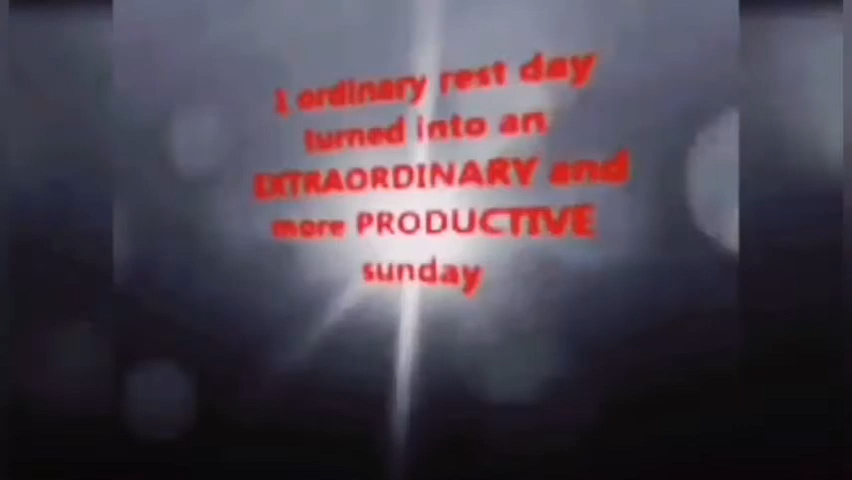 1 ordinary rest day
turned into an
EXTRAORDINARY and
more PRODUCTIVE
sunday